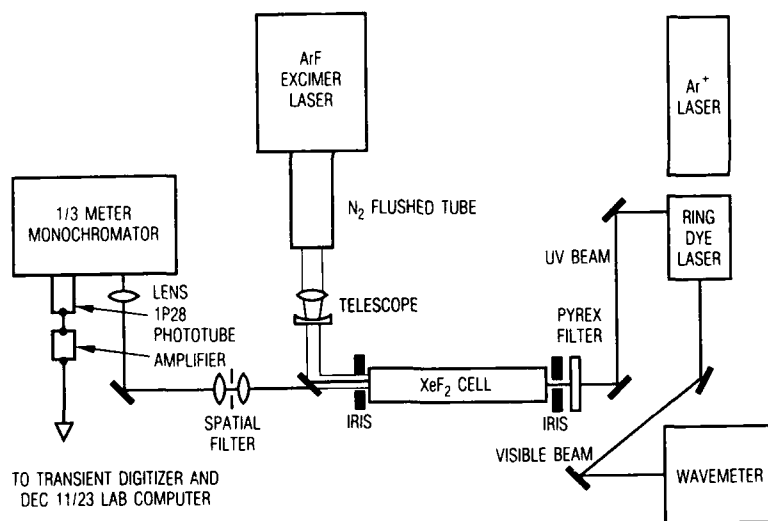 ArF
EXCIMER
LASER
Ar+
LASER
N2 FLUSHED TUBE
1/3 METER
MONOCHROMATOR
RING
DYE
LASER
UV BEAM
LENS
1P28
PHOTOTUBE
AMPLIFIER
TELESCOPE
PYREX
FILTER
XeF2 CELL
IRIS
IRIS
SPATIAL
FILTER
VISIBLE BEAM
WAVEMETER
TO TRANSIENT DIGITIZER AND
DEC 11/23 LAB COMPUTER